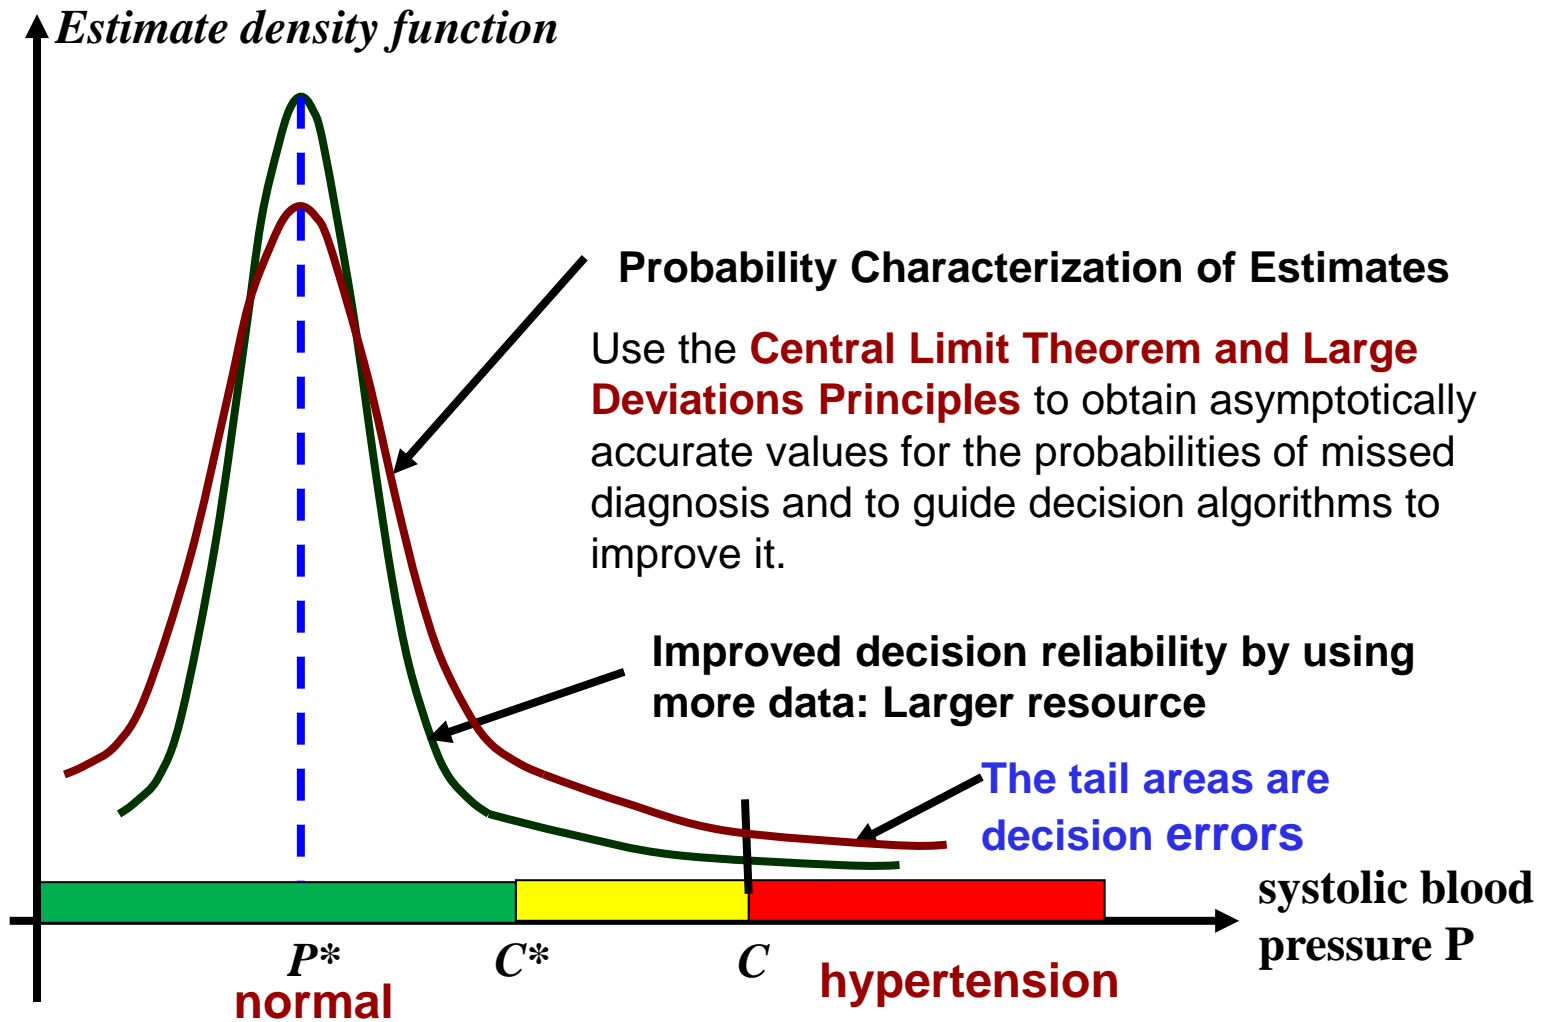 Estimate density function
Probability Characterization of Estimates
Use the Central Limit Theorem and Large
Deviations Principles to obtain asymptotically
accurate values for the probabilities of missed
diagnosis and to guide decision algorithms to
improve it.
Improved decision reliability by using
more data: Larger resource
The tail areas are
decision errors
systolic blood
pressure P
P*
C*
C
normal
hypertension